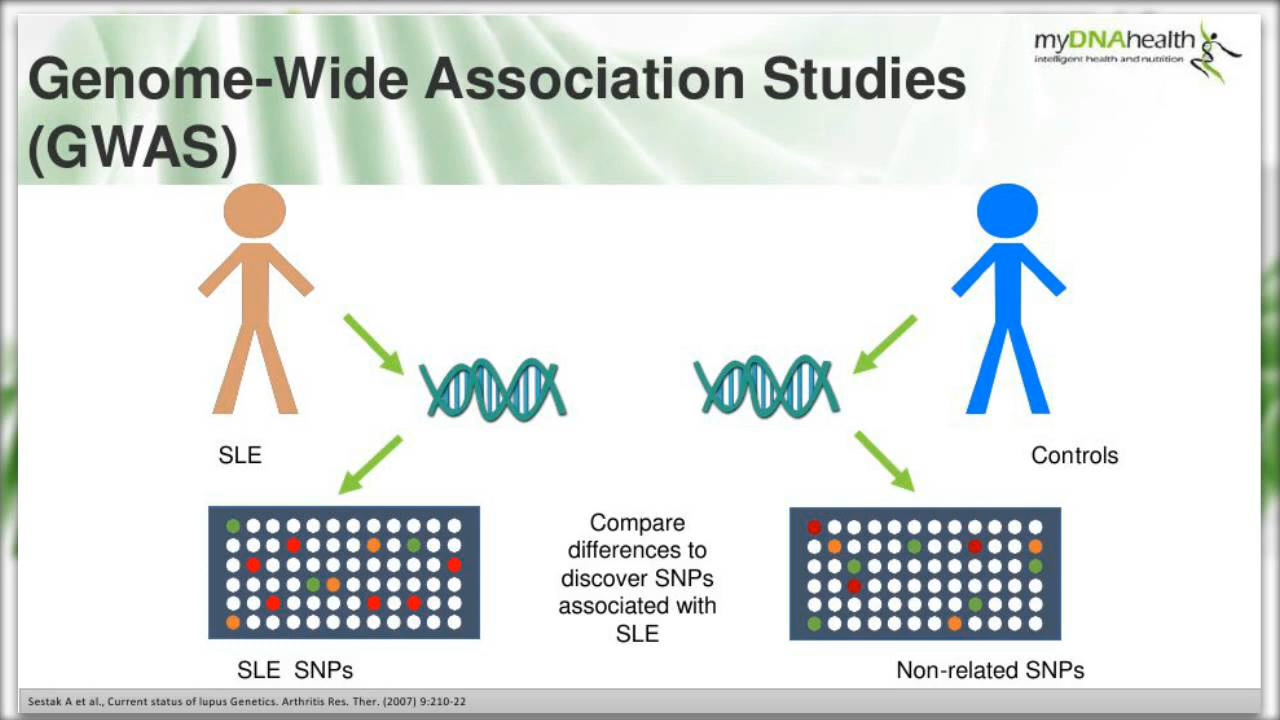 myDNAhealth
intelligent health and nutrition
Genome-Wide Association Studies
(GWAS)
SLE
Controls
Compare
differences to
discover SNPs
associated with
SLE
SLE SNPs
Non-related SNPs
Sestak A et al., Current status of lupus Genetics. Arthritis Res. Ther. (2007) 9:210-22